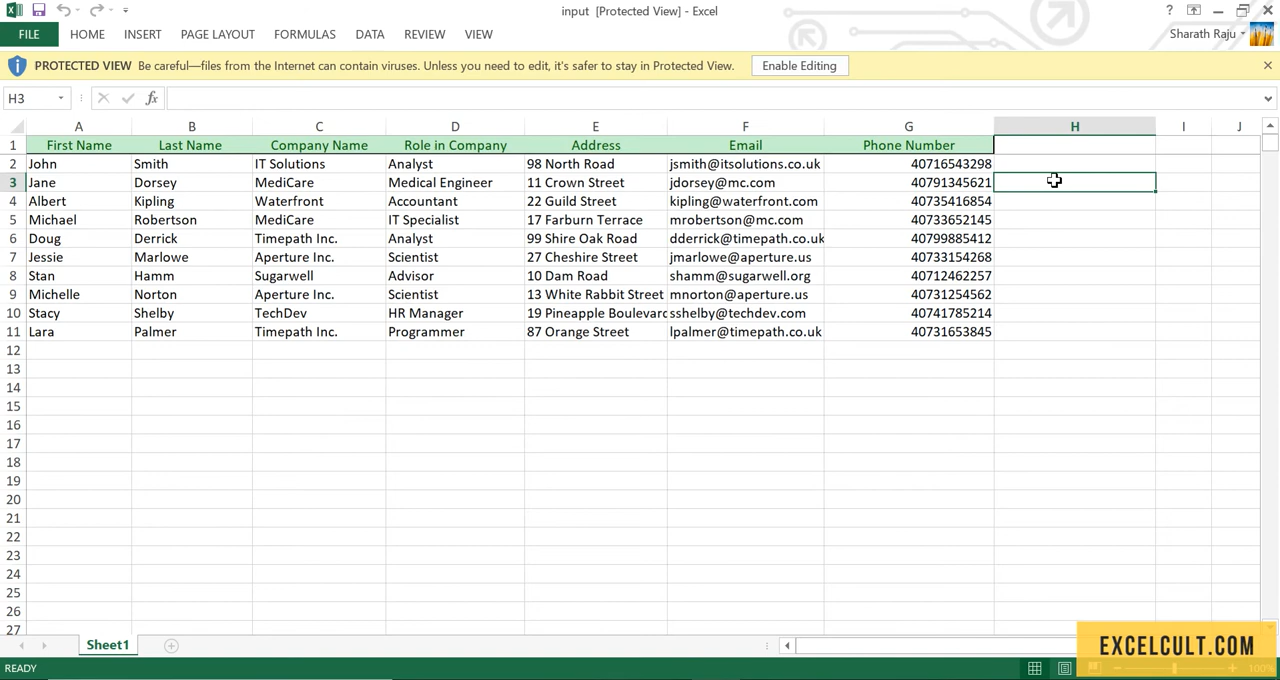 input [Protected View] - Excel
?
FILE HOME INSERT PAGE LAYOUT FORMULAS DATA REVIEW VIEW Sharath Raju
PROTECTED VIEW Be careful—files from the Internet can contain viruses. Unless you need to edit, it's safer to stay in Protected View. Enable Editing
H3 fx
A B C D E F G H I J
1 First Name Last Name Company Name Role in Company Address Email Phone Number
2 John Smith IT Solutions Analyst 98 North Road jsmith@itsolutions.co.uk 40716543298
3 Jane Dorsey MediCare Medical Engineer 11 Crown Street jdorsey@mc.com 40791345621
4 Albert Kipling Waterfront Accountant 22 Guild Street kipling@waterfront.com 40735416854
5 Michael Robertson MediCare IT Specialist 17 Farburn Terrace mrobertson@mc.com 40733652145
6 Doug Derrick Timepath Inc. Analyst 99 Shire Oak Road dderrick@timepath.co.uk 40799885412
7 Jessie Marlowe Aperture Inc. Scientist 27 Cheshire Street jmarlowe@aperture.us 40733154268
8 Stan Hamm Sugarwell Advisor 10 Dam Road shamm@sugarwell.org 40712462257
9 Michelle Norton Aperture Inc. Scientist 13 White Rabbit Street mnorton@aperture.us 40731254562
10 Stacy Shelby TechDev HR Manager 19 Pineapple Boulevard sshelby@techdev.com 40741785214
11 Lara Palmer Timepath Inc. Programmer 87 Orange Street lpalmer@timepath.co.uk 40731653845
12
13
14
15
16
17
18
19
20
21
22
23
24
25
26
27
Sheet1
EXCELCULT.COM
READY 100%